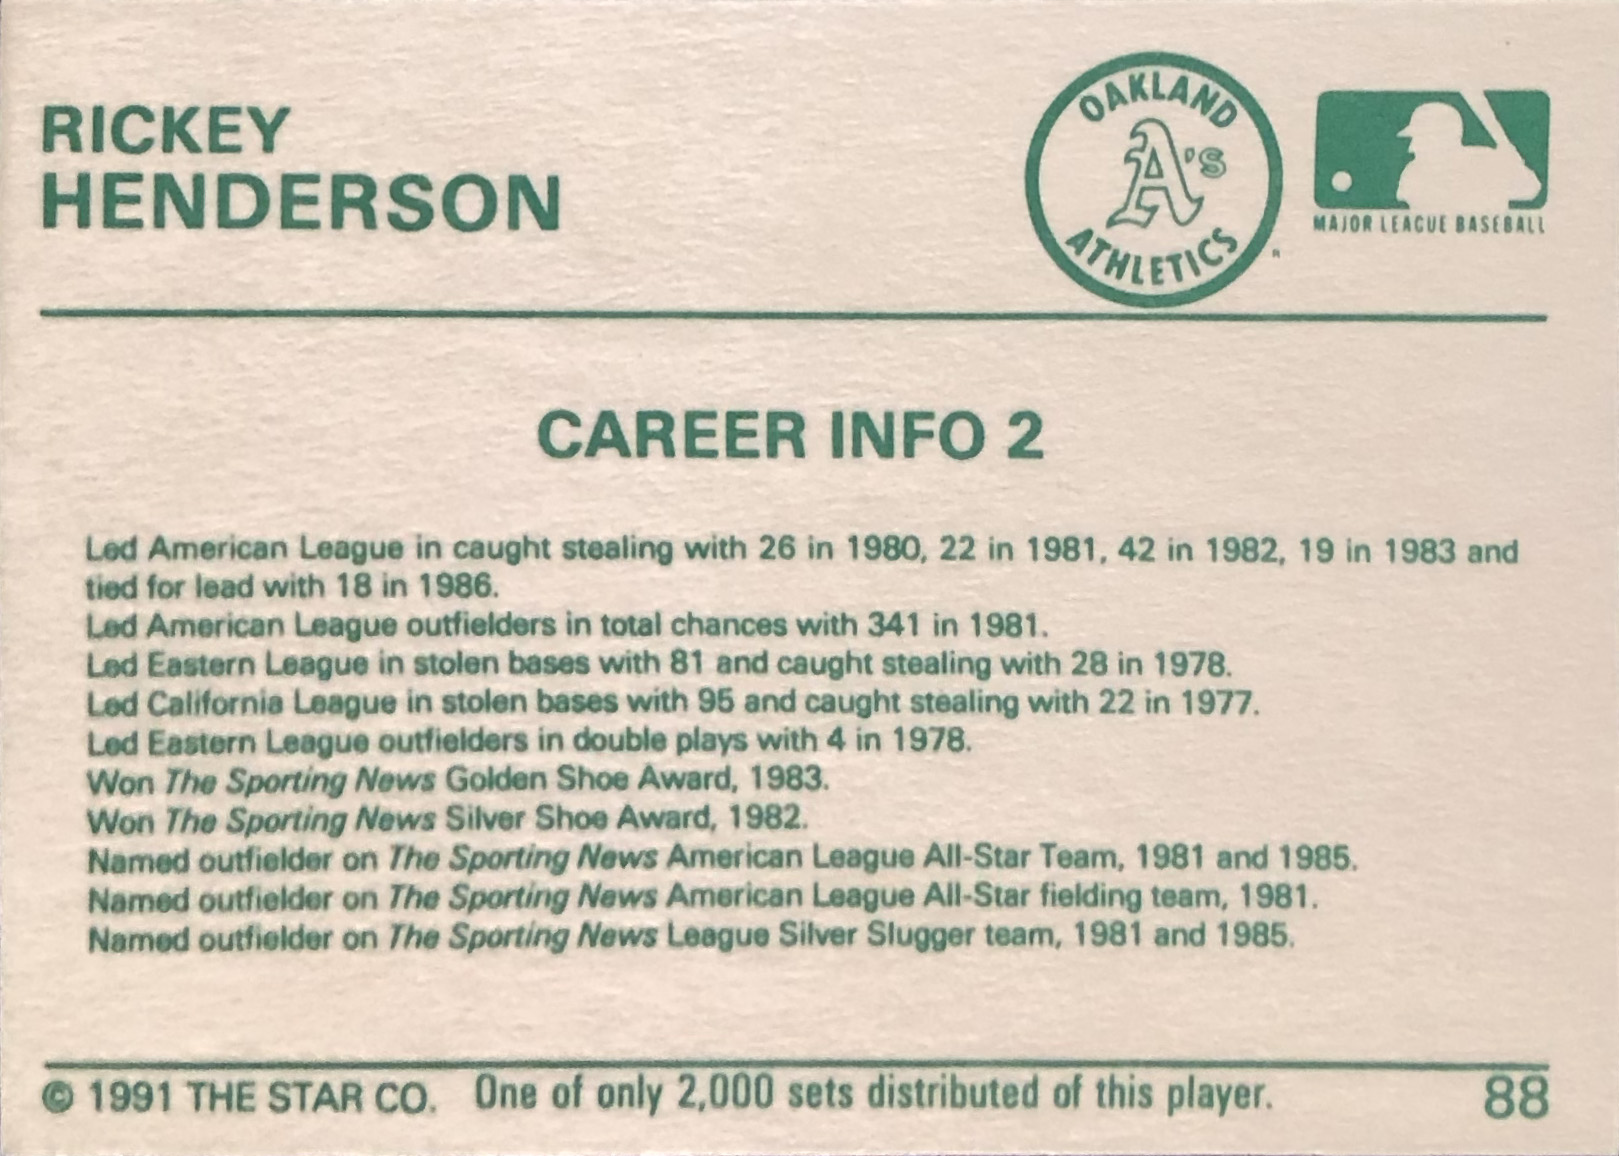 RICKEY
HENDERSON
OAKLAND
A's
ATHLETICS
MAJOR LEAGUE BASEBALL
CAREER INFO 2
Led American League in caught stealing with 26 in 1980, 22 in 1981, 42 in 1982, 19 in 1983 and
tied for lead with 18 in 1986.
Led American League outfielders in total chances with 341 in 1981.
Led Eastern League in stolen bases with 81 and caught stealing with 28 in 1978.
Led California League in stolen bases with 95 and caught stealing with 22 in 1977.
Led Eastern League outfielders in double plays with 4 in 1978.
Won The Sporting News Golden Shoe Award, 1983.
Won The Sporting News Silver Shoe Award, 1982.
Named outfielder on The Sporting News American League All-Star Team, 1981 and 1985.
Named outfielder on The Sporting News American League All-Star fielding team, 1981.
Named outfielder on The Sporting News League Silver Slugger team, 1981 and 1985.
© 1991 THE STAR CO. One of only 2,000 sets distributed of this player. 88